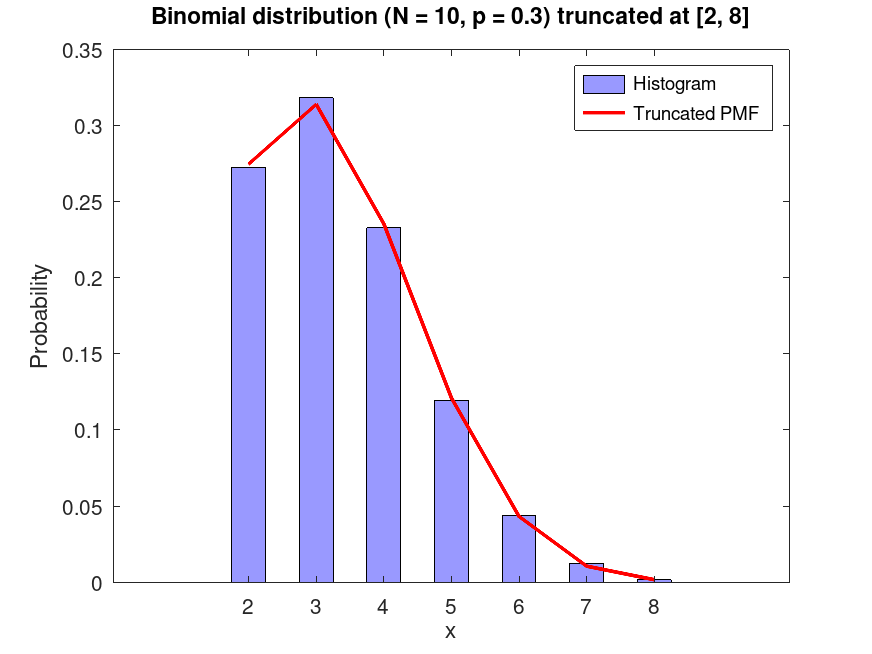 Binomial distribution (N = 10, p = 0.3) truncated at [2, 8]
0.35
0.3
0.25
0.2
0.15
0.1
0.05
0
Probability
Histogram
Truncated PMF
2 3 4 5 6 7 8
x